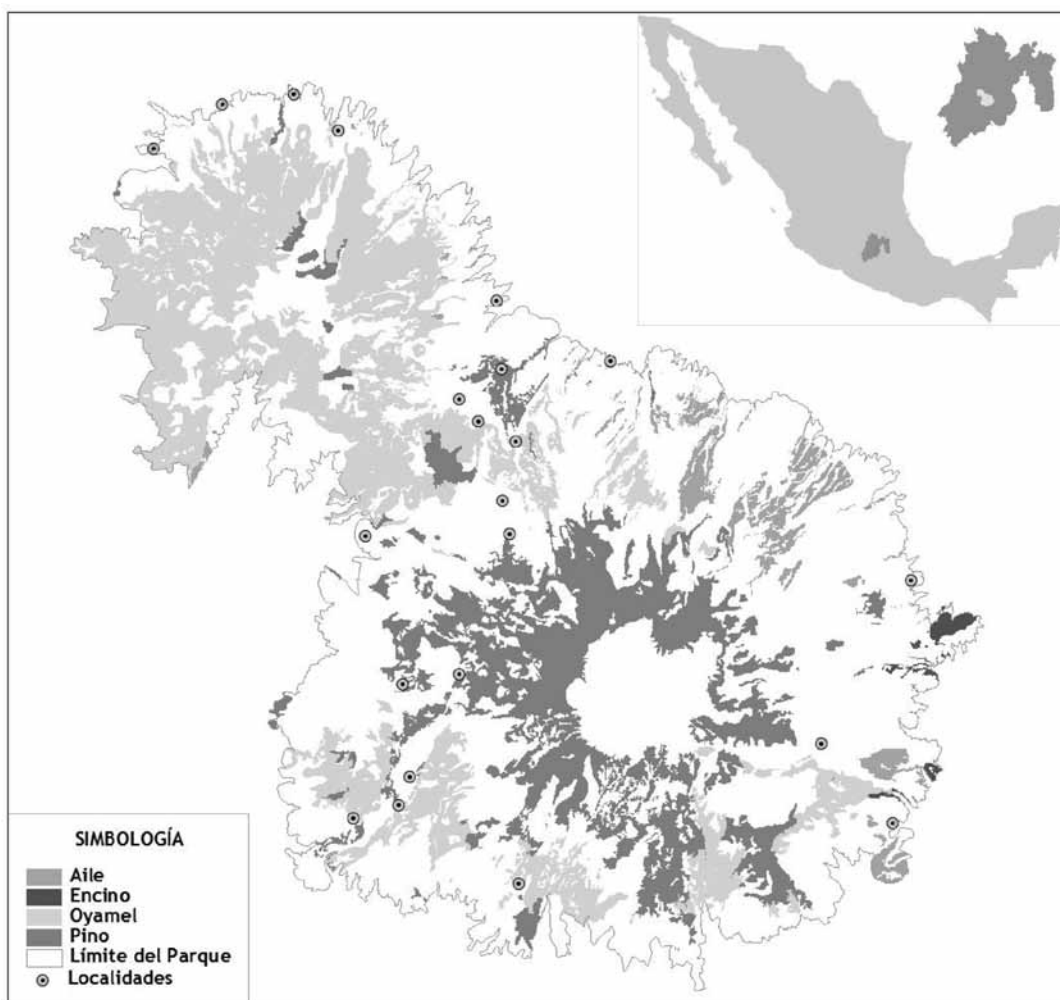 SIMBOLOGÍA
Aile
Encino
Oyamel
Pino
Límite del Parque
Localidades